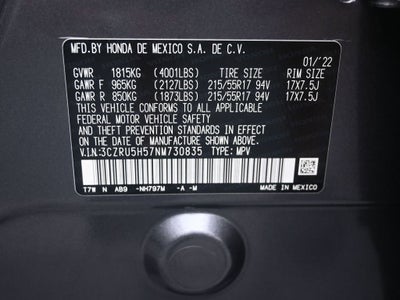 MFD.BY HONDA DE MEXICO S.A. DE C.V.
01/'22
GVWR 1815KG (4001LBS) TIRE SIZE RIM SIZE
GAWR F 965KG (2127LBS) 215/55R17 94V 17X7.5J
GAWR R 850KG (1873LBS) 215/55R17 94V 17X7.5J
THIS VEHICLE CONFORMS TO ALL APPLICABLE
FEDERAL MOTOR VEHICLE SAFETY
AND THEFT PREVENTION STANDARDS IN EFFECT
ON THE DATE OF MANUFACTURE SHOWN ABOVE.
V.I.N:3CZRU5H57NM730835 TYPE: MPV
T7W N AB9 -NH797M -A -M MADE IN MEXICO